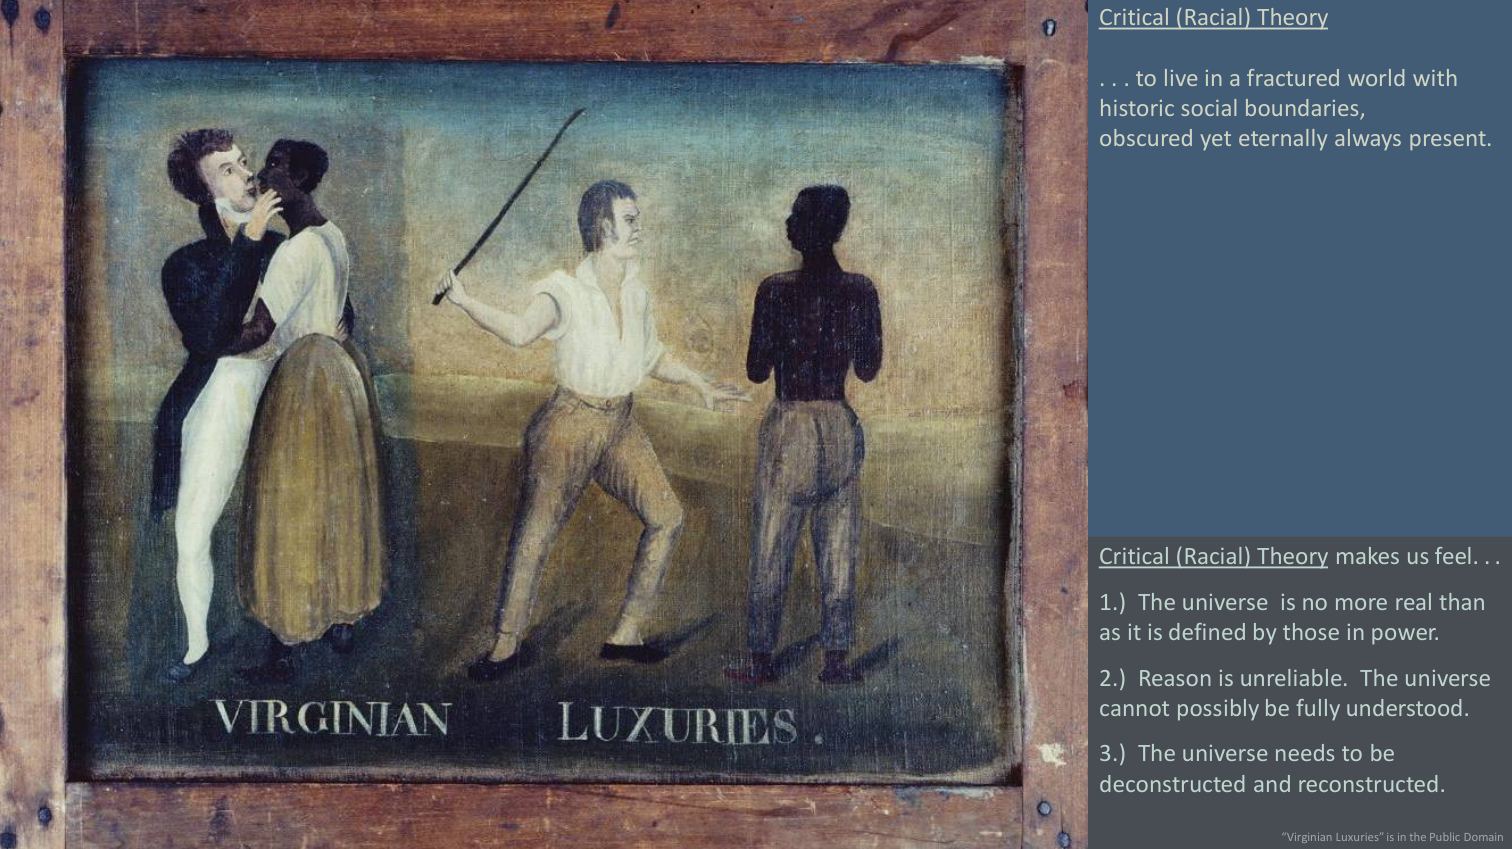 Critical (Racial) Theory
. . . to live in a fractured world with
historic social boundaries,
obscured yet eternally always present.
VIRGINIAN LUXURIES.
Critical (Racial) Theory makes us feel. . .
1.) The universe is no more real than
as it is defined by those in power.
2.) Reason is unreliable. The universe
cannot possibly be fully understood.
3.) The universe needs to be
deconstructed and reconstructed.
“Virginian Luxuries” is in the Public Domain